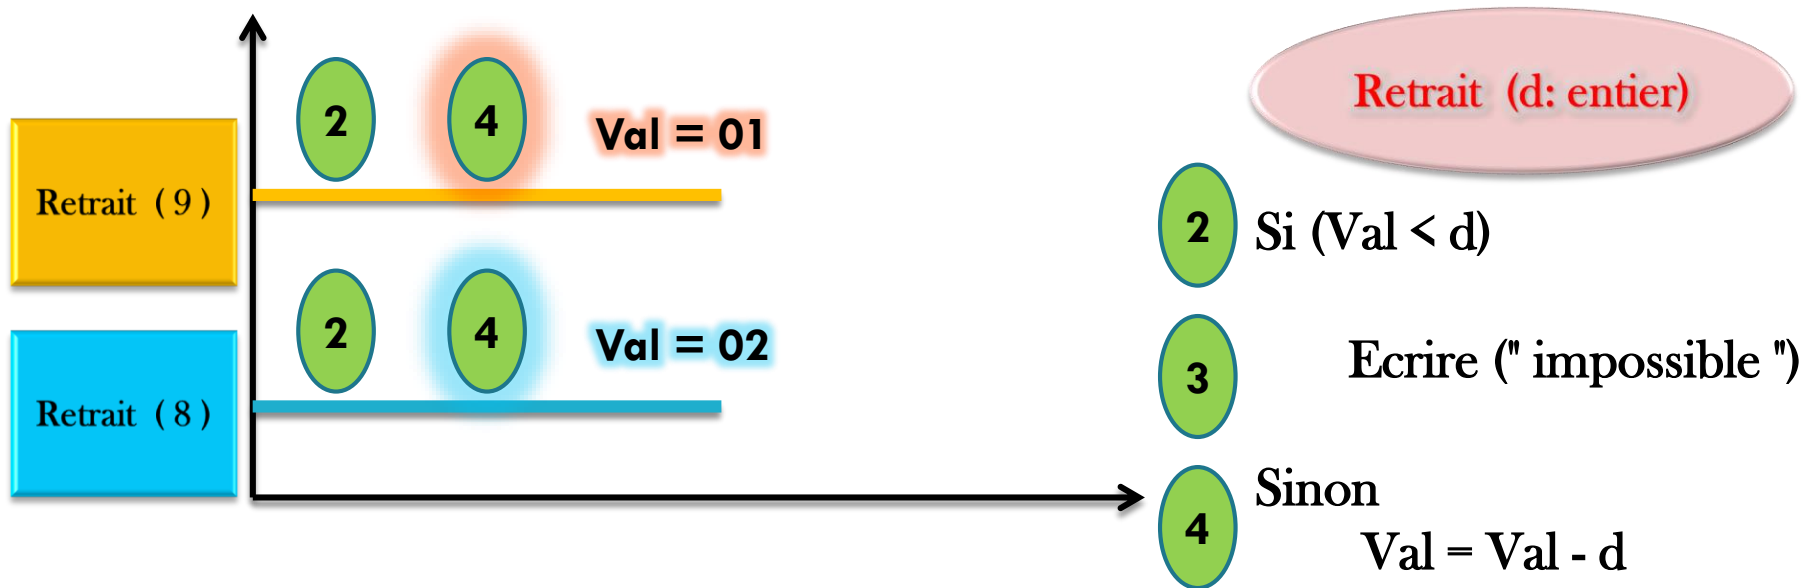 Retrait (d: entier)
2 4 Val = 01
Retrait ( 9 )
2 4 Val = 02
Retrait ( 8 )
2 Si (Val < d)
3 Ecrire (" impossible ")
4 Sinon
Val = Val - d